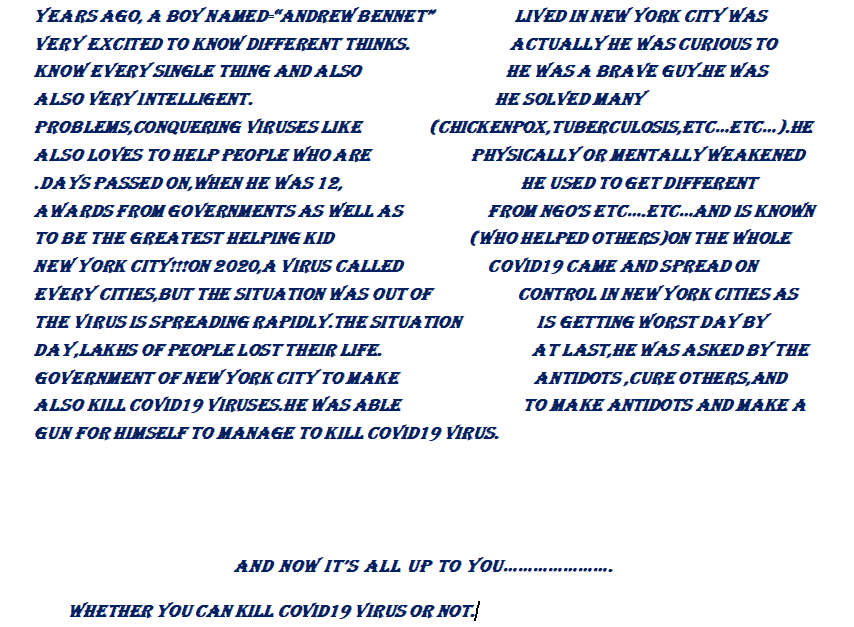 YEARS AGO, A BOY NAMED-"ANDREW BENNET" LIVED IN NEW YORK CITY WAS
VERY EXCITED TO KNOW DIFFERENT THINKS. ACTUALLY HE WAS CURIOUS TO
KNOW EVERY SINGLE THING AND ALSO HE WAS A BRAVE GUY.HE WAS
ALSO VERY INTELLIGENT. HE SOLVED MANY
PROBLEMS,CONQUERING VIRUSES LIKE (CHICKENPOX,TUBERCULOSIS,ETC...ETC... ).HE
ALSO LOVES TO HELP PEOPLE WHO ARE PHYSICALLY OR MENTALLY WEAKENED
.DAYS PASSED ON,WHEN HE WAS 12, HE USED TO GET DIFFERENT
AWARDS FROM GOVERNMENTS AS WELL AS FROM NGO'S ETC....ETC...AND IS KNOWN
TO BE THE GREATEST HELPING KID (WHO HELPED OTHERS)ON THE WHOLE
NEW YORK CITY!!!ON 2020,A VIRUS CALLED COVID19 CAME AND SPREAD ON
EVERY CITIES,BUT THE SITUATION WAS OUT OF CONTROL IN NEW YORK CITIES AS
THE VIRUS IS SPREADING RAPIDLY.THE SITUATION IS GETTING WORST DAY BY
DAY,LAKHS OF PEOPLE LOST THEIR LIFE. AT LAST,HE WAS ASKED BY THE
GOVERNMENT OF NEW YORK CITY TO MAKE ANTIDOTS ,CURE OTHERS,AND
ALSO KILL COVID19 VIRUSES.HE WAS ABLE TO MAKE ANTIDOTS AND MAKE A
GUN FOR HIMSELF TO MANAGE TO KILL COVID19 VIRUS.
AND NOW IT'S ALL UP TO YOU.....................
WHETHER YOU CAN KILL COVID19 VIRUS OR NOT.